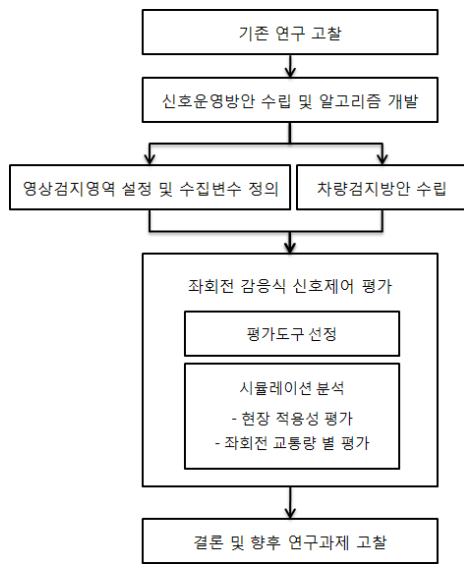 기존 연구 고찰
신호운영방안 수립 및 알고리즘 개발
영상검지영역 설정 및 수집변수 정의
차량검지방안 수립
좌회전 감응식 신호제어 평가
평가도구 선정
시뮬레이션 분석
- 현장 적용성 평가
- 좌회전 교통량 별 평가
결론 및 향후 연구과제 고찰